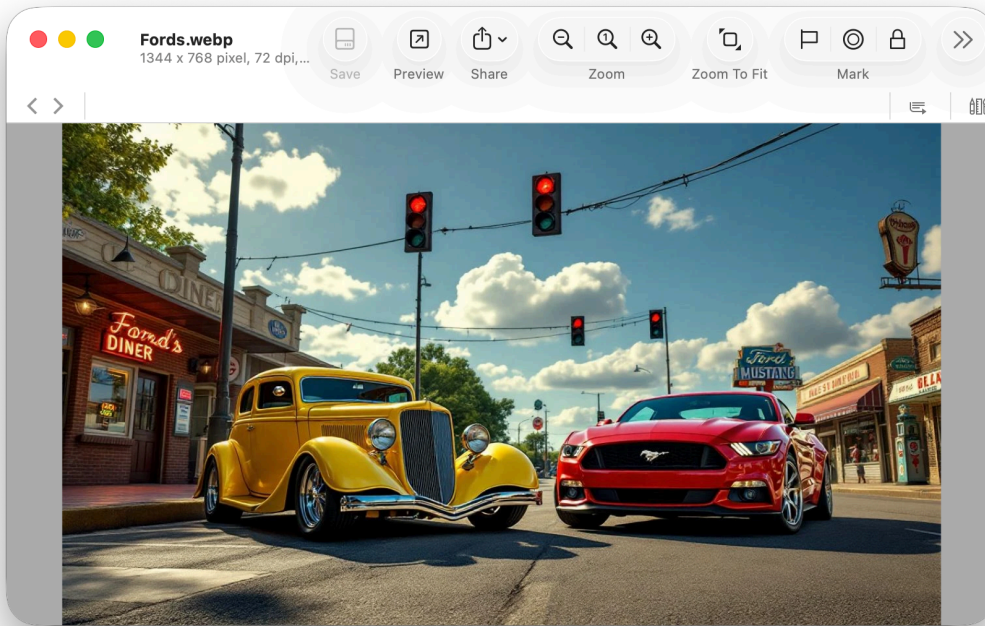 Fords.webp
1344 x 768 pixel, 72 dpi,...
Save
Preview
Share
Zoom
Zoom To Fit
Mark
DINER
Ford's
DINER
Ford
MUSTANG